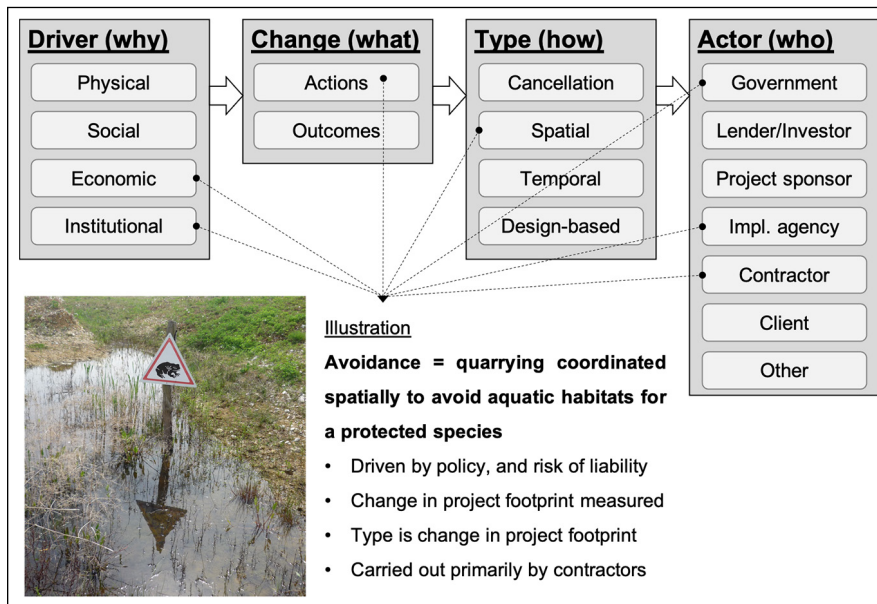 Driver (why)
Physical
Social
Economic
Institutional
Change (what)
Actions
Outcomes
Type (how)
Cancellation
Spatial
Temporal
Design-based
Actor (who)
Government
Lender/Investor
Project sponsor
Impl. agency
Contractor
Client
Other
Illustration
Avoidance = quarrying coordinated
spatially to avoid aquatic habitats for
a protected species
• Driven by policy, and risk of liability
• Change in project footprint measured
• Type is change in project footprint
• Carried out primarily by contractors